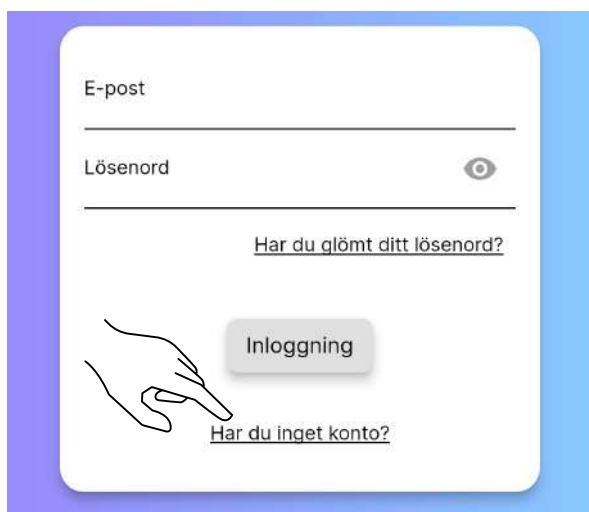 E-post
Lösenord
Har du glömt ditt lösenord?
Inloggning
Har du inget konto?